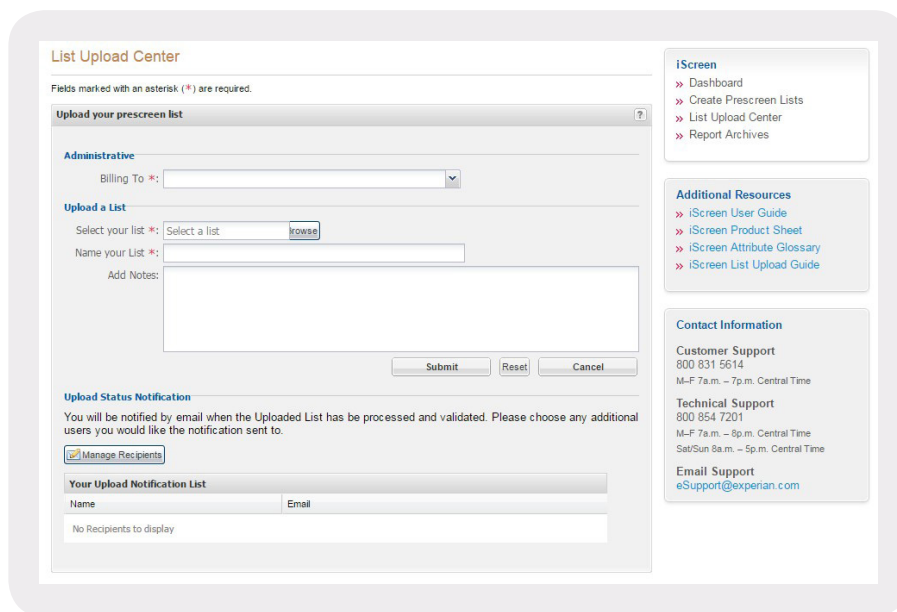 List Upload Center
Fields marked with an asterisk (*) are required.
Upload your prescreen list
?
Administrative
Billing To *:
Upload a List
Select your list *: Select a list
rowse
Name your List *:
Add Notes:
Submit Reset Cancel
Upload Status Notification
You will be notified by email when the Uploaded List has be processed and validated. Please choose any additional
users you would like the notification sent to.
Manage Recipients
Your Upload Notification List
Name Email
No Recipients to display
iScreen
» Dashboard
» Create Prescreen Lists
» List Upload Center
» Report Archives
Additional Resources
» iScreen User Guide
» iScreen Product Sheet
» iScreen Attribute Glossary
» iScreen List Upload Guide
Contact Information
Customer Support
800 831 5614
M–F 7a.m. – 7p.m. Central Time
Technical Support
800 854 7201
M–F 7a.m. – 8p.m. Central Time
Sat/Sun 8a.m. – 5p.m. Central Time
Email Support
eSupport@experian.com